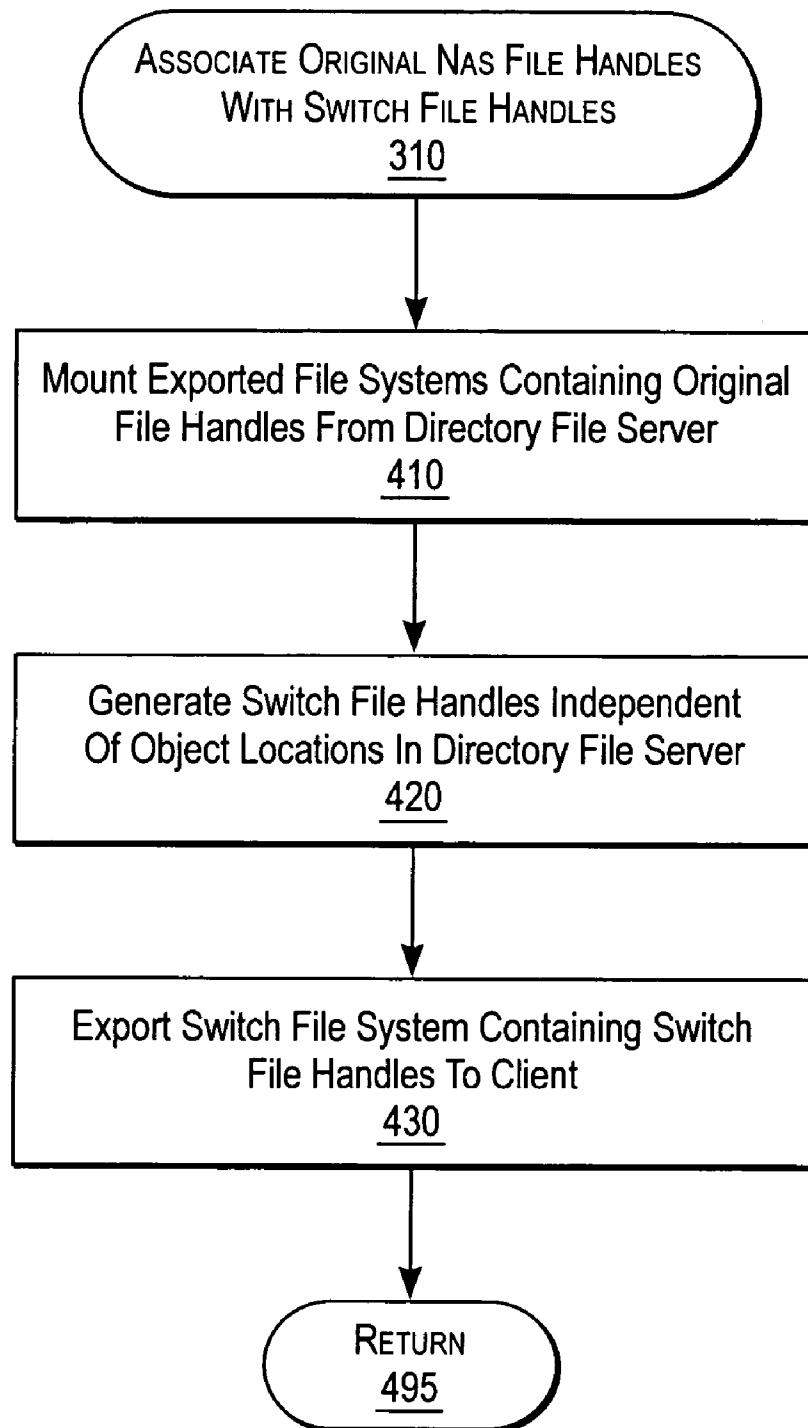 ASSOCIATE ORIGINAL NAS FILE HANDLES
WITH SWITCH FILE HANDLES
310
Mount Exported File Systems Containing Original
File Handles From Directory File Server
410
Generate Switch File Handles Independent
Of Object Locations In Directory File Server
420
Export Switch File System Containing Switch
File Handles To Client
430
RETURN
495